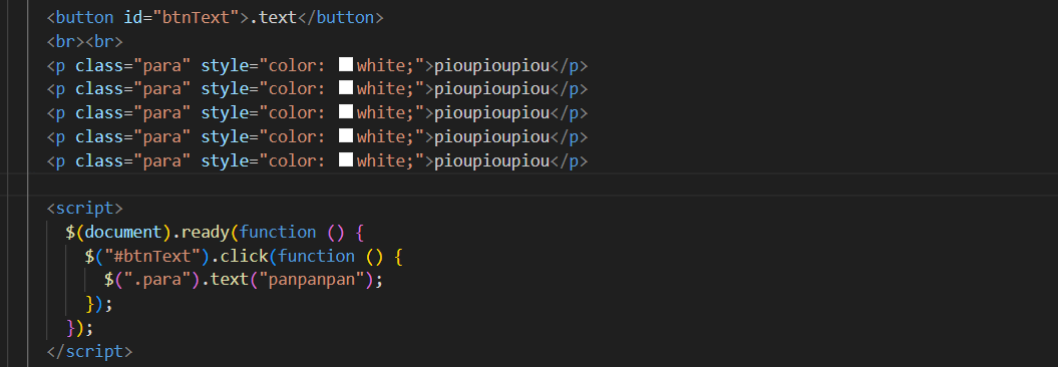 <button id="btnText">.text</button>
<br><br>
<p class="para" style="color: white;">pioupioupiou</p>
<p class="para" style="color: white;">pioupioupiou</p>
<p class="para" style="color: white;">pioupioupiou</p>
<p class="para" style="color: white;">pioupioupiou</p>
<p class="para" style="color: white;">pioupioupiou</p>
<script>
$(document).ready(function () {
$("#btnText").click(function () {
$(".para").text("panpanpan");
});
});
</script>